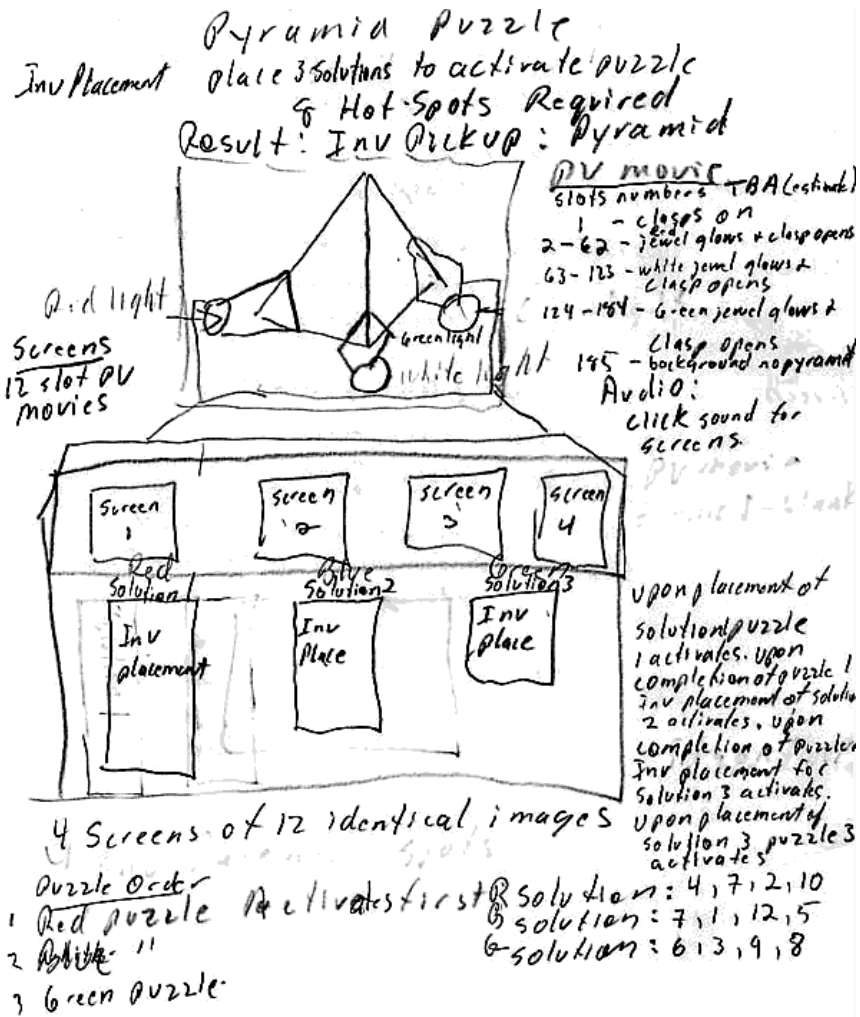 Pyramid Puzzle
Inv Placement place 3 Solutions to activate puzzle
8 Hot-Spots Required
Result: Inv Pickup: Pyramid
PV movie
slots numbers TBA (estimate)
1 - clasps on
2-62 - red jewel glows & clasp opens
63-123 - white jewel glows &
clasp opens
124-184 - Green jewel glows &
clasp opens
185 - background no pyramid
Audio:
click sound for
screens
Red light
Green light
white light
Screens
12 slot PV
movies
Screen
1
Screen
2
Screen
3
Screen
4
Red
Solution 1
Inv
placement
Blue
Solution 2
Inv
Place
Green
Solution 3
Inv
place
upon placement of
solution 1 puzzle
1 activates. upon
completion of puzzle 1
Inv placement of solution
2 activates. upon
completion of puzzle
Inv placement for
Solution 3 activates.
upon placement of
solution 3 puzzle 3
activates
4 Screens of 12 identical images
Puzzle Order
1 Red puzzle Activates first
2 "
3 Green puzzle
R solution: 4, 7, 2, 10
B solution: 7, 1, 12, 5
G solution: 6, 3, 9, 8